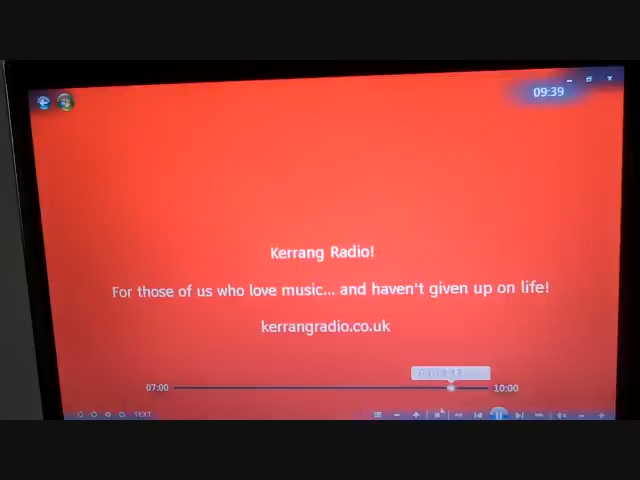 09:39
Kerrang Radio!
For those of us who love music... and haven't given up on life!
kerrangradio.co.uk
07:00
10:00
TEXT